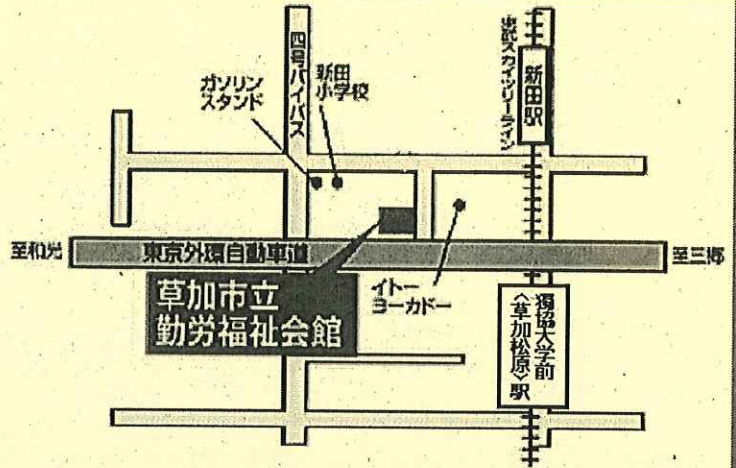 四号バイパス
ガソリン
スタンド
新田
小学校
東武スカイツリーライン
新田駅
至和光
東京外環自動車道
至三郷
草加市立
勤労福祉会館
イトー
ヨーカドー
獨協大学前
〈草加松原〉駅